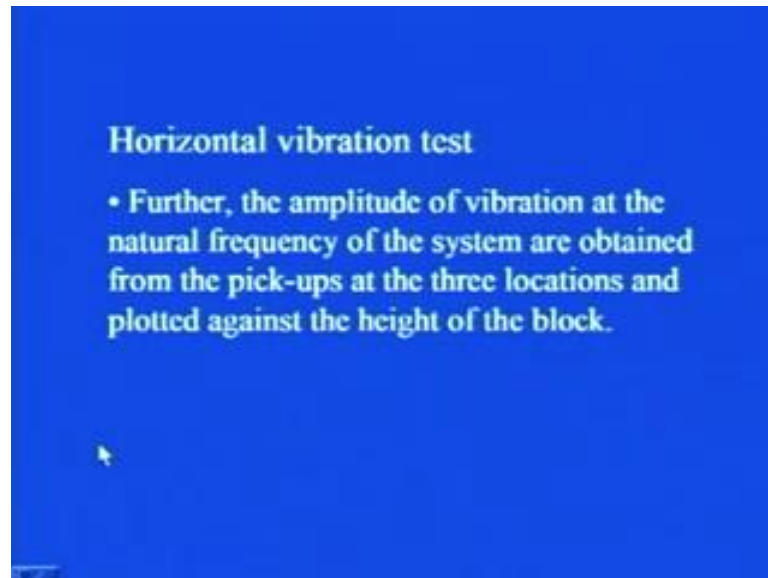 Horizontal vibration test
• Further, the amplitude of vibration at the
natural frequency of the system are obtained
from the pick-ups at the three locations and
plotted against the height of the block.